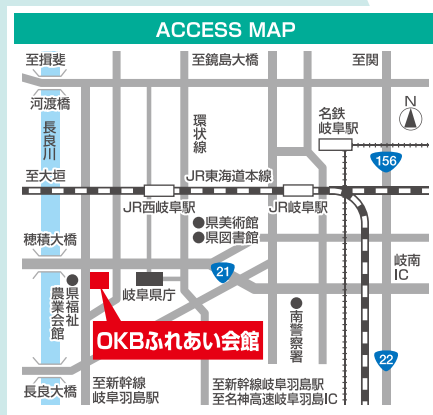 ACCESS MAP
至揖斐
至鏡島大橋
至関
河渡橋
長良川
環状線
名鉄
岐阜駅
N
156
至大垣
JR東海道本線
JR西岐阜駅
JR岐阜駅
穂積大橋
●県美術館
●県図書館
21
岐南
IC
●県福祉
農業会館
岐阜県庁
OKBふれあい会館
●南警察署
22
長良大橋
至新幹線
岐阜羽島駅
至新幹線岐阜羽島駅
至名神高速岐阜羽島IC